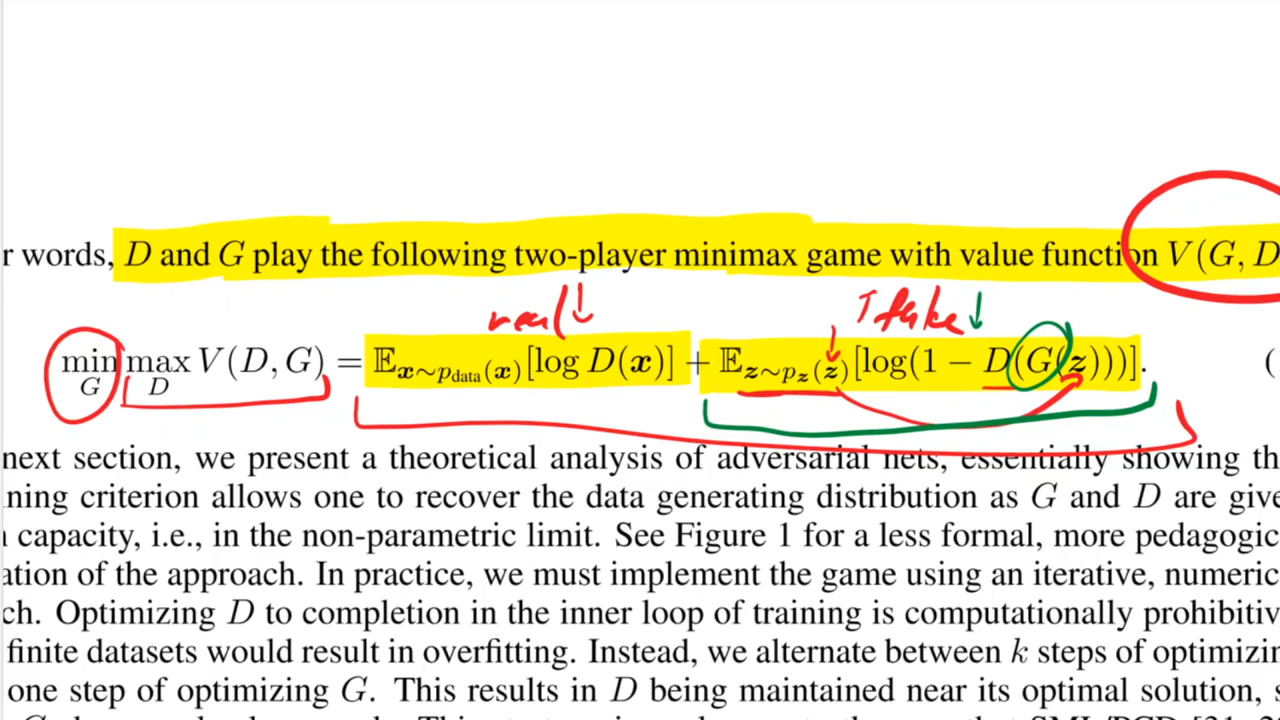 r words, D and G play the following two-player minimax game with value function V(G, D
real ↓ ↑ fake ↓
min_G max_D V(D, G) = 𝔼_{x∼p_data(x)}[log D(x)] + 𝔼_{z∼p_z(z)}[log(1 − D(G(z)))]. (
next section, we present a theoretical analysis of adversarial nets, essentially showing th
ning criterion allows one to recover the data generating distribution as G and D are give
capacity, i.e., in the non-parametric limit. See Figure 1 for a less formal, more pedagogic
ation of the approach. In practice, we must implement the game using an iterative, numeric
ch. Optimizing D to completion in the inner loop of training is computationally prohibitiv
finite datasets would result in overfitting. Instead, we alternate between k steps of optimizin
one step of optimizing G. This results in D being maintained near its optimal solution, s